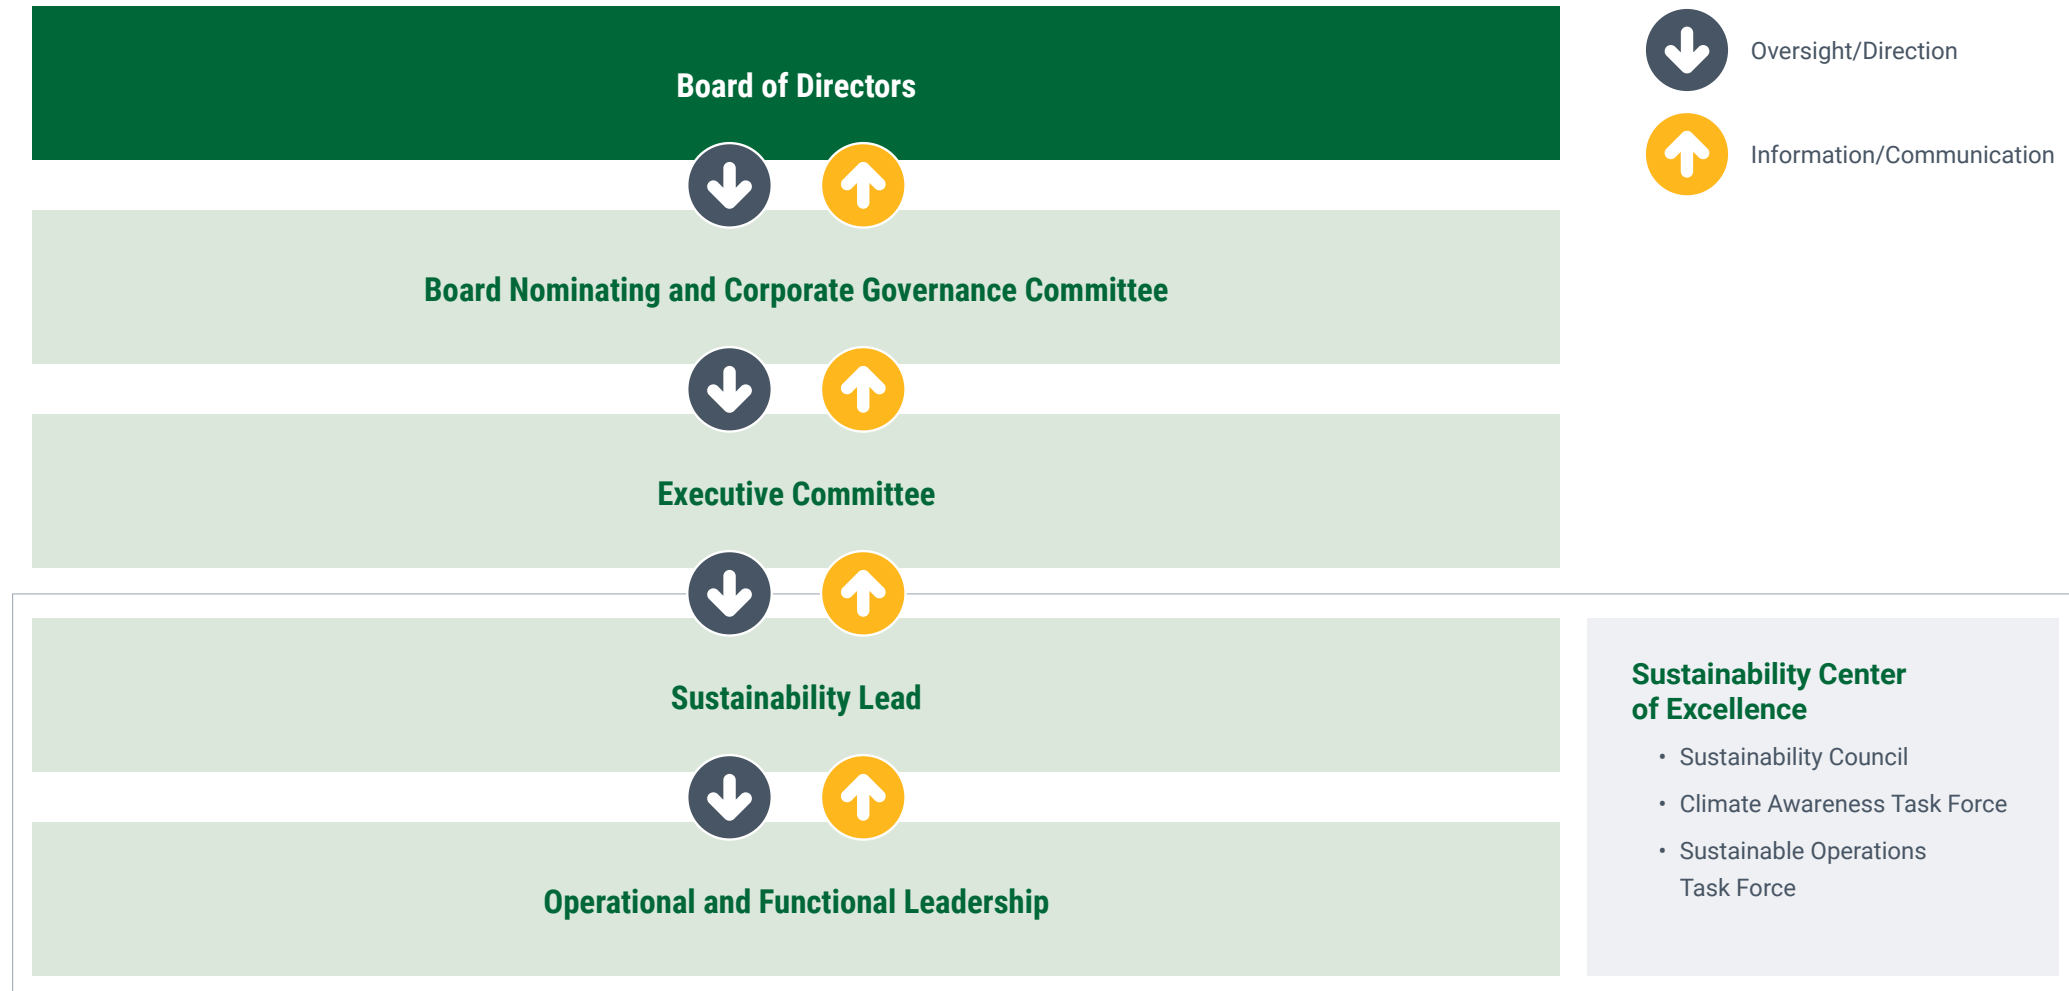 Board of Directors
Oversight/Direction
Information/Communication
Board Nominating and Corporate Governance Committee
Executive Committee
Sustainability Lead
Operational and Functional Leadership
Sustainability Center
of Excellence
• Sustainability Council
• Climate Awareness Task Force
• Sustainable Operations
Task Force